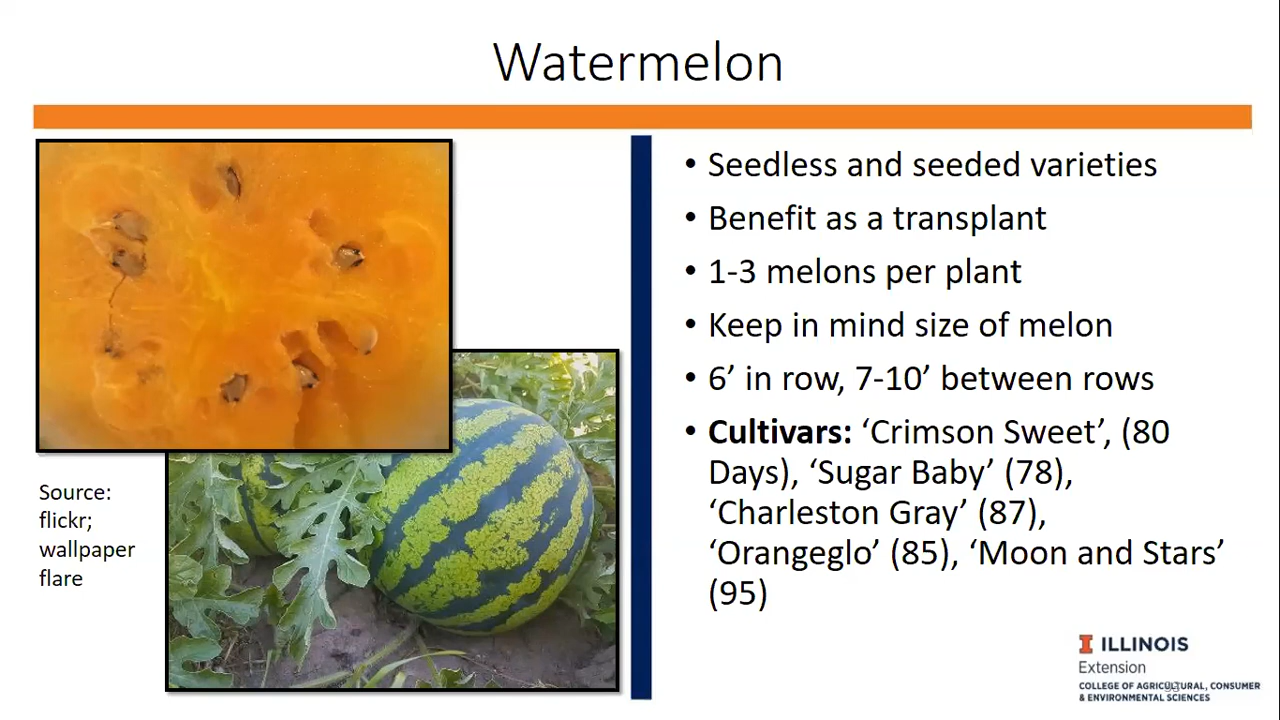 Watermelon
• Seedless and seeded varieties
• Benefit as a transplant
• 1-3 melons per plant
• Keep in mind size of melon
• 6’ in row, 7-10’ between rows
• Cultivars: ‘Crimson Sweet’, (80
Days), ‘Sugar Baby’ (78),
‘Charleston Gray’ (87),
‘Orangeglo’ (85), ‘Moon and Stars’
(95)
Source:
flickr;
wallpaper
flare
I ILLINOIS
Extension
COLLEGE OF AGRICULTURAL, CONSUMER
& ENVIRONMENTAL SCIENCES